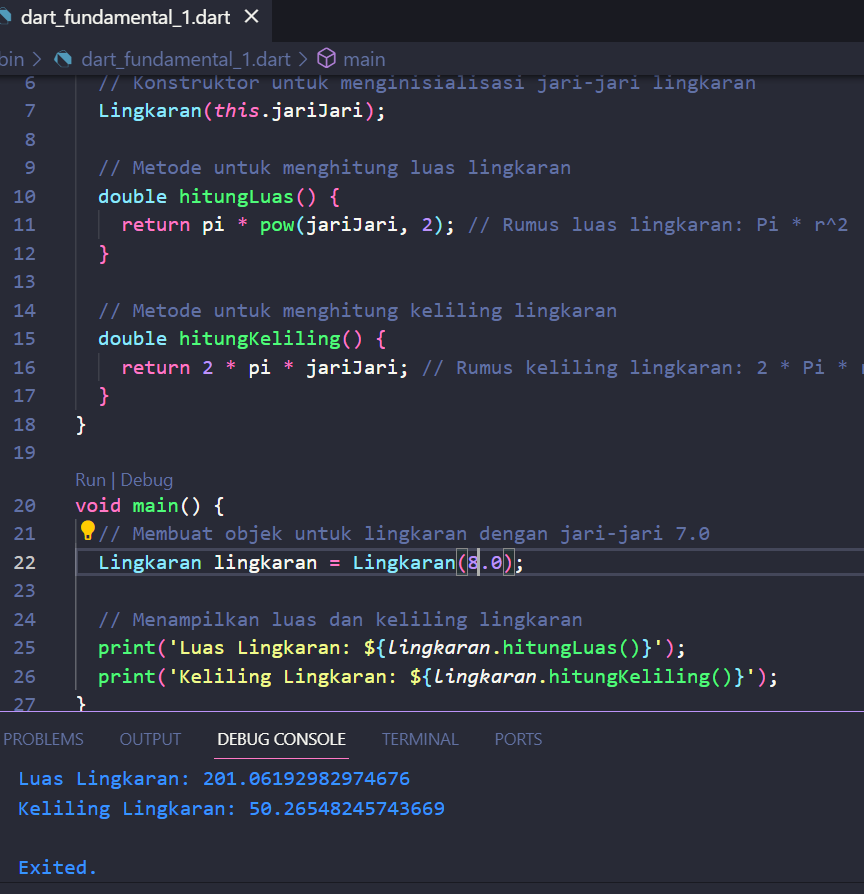 dart_fundamental_1.dart
bin > dart_fundamental_1.dart > main
6 // Konstruktor untuk menginisialisasi jari-jari lingkaran
7 Lingkaran(this.jariJari);
8
9 // Metode untuk menghitung luas lingkaran
10 double hitungLuas() {
11 return pi * pow(jariJari, 2); // Rumus luas lingkaran: Pi * r^2
12 }
13
14 // Metode untuk menghitung keliling lingkaran
15 double hitungKeliling() {
16 return 2 * pi * jariJari; // Rumus keliling lingkaran: 2 * Pi *
17 }
18 }
19
Run | Debug
20 void main() {
21 // Membuat objek untuk lingkaran dengan jari-jari 7.0
22 Lingkaran lingkaran = Lingkaran(8.0);
23
24 // Menampilkan luas dan keliling lingkaran
25 print('Luas Lingkaran: ${lingkaran.hitungLuas()}');
26 print('Keliling Lingkaran: ${lingkaran.hitungKeliling()}');
27 }
PROBLEMS OUTPUT DEBUG CONSOLE TERMINAL PORTS
Luas Lingkaran: 201.06192982974676
Keliling Lingkaran: 50.26548245743669
Exited.